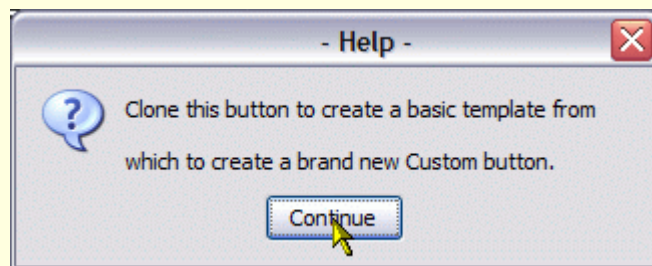 - Help -
Clone this button to create a basic template from
which to create a brand new Custom button.
Continue